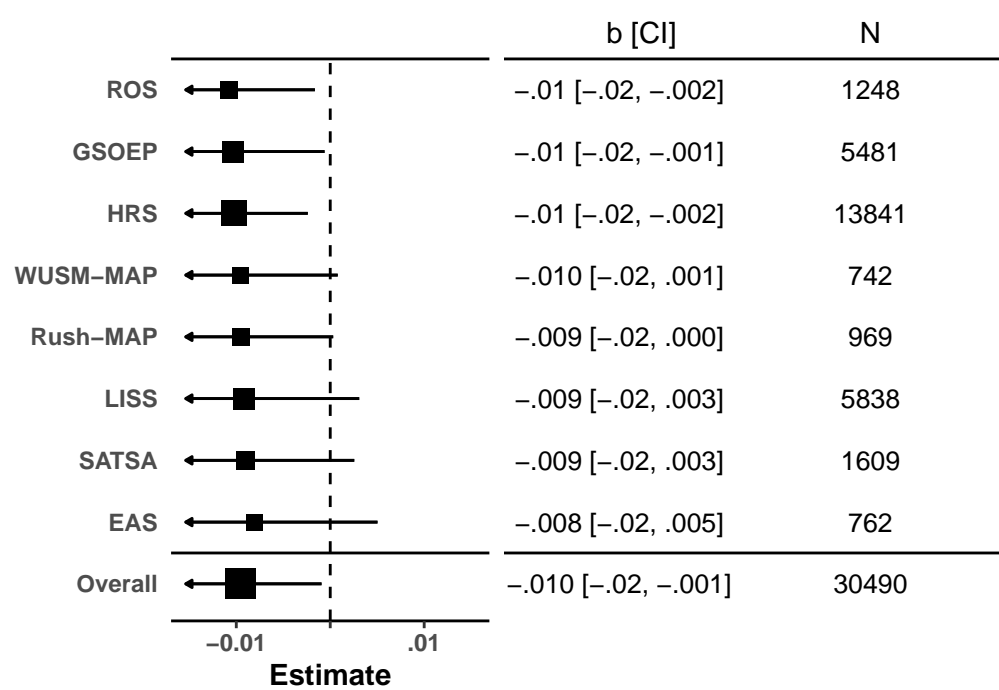 b [CI] N
ROS −.01 [−.02, −.002] 1248
GSOEP −.01 [−.02, −.001] 5481
HRS −.01 [−.02, −.002] 13841
WUSM−MAP −.010 [−.02, .001] 742
Rush−MAP −.009 [−.02, .000] 969
LISS −.009 [−.02, .003] 5838
SATSA −.009 [−.02, .003] 1609
EAS −.008 [−.02, .005] 762
Overall −.010 [−.02, −.001] 30490
−0.01 .01
Estimate